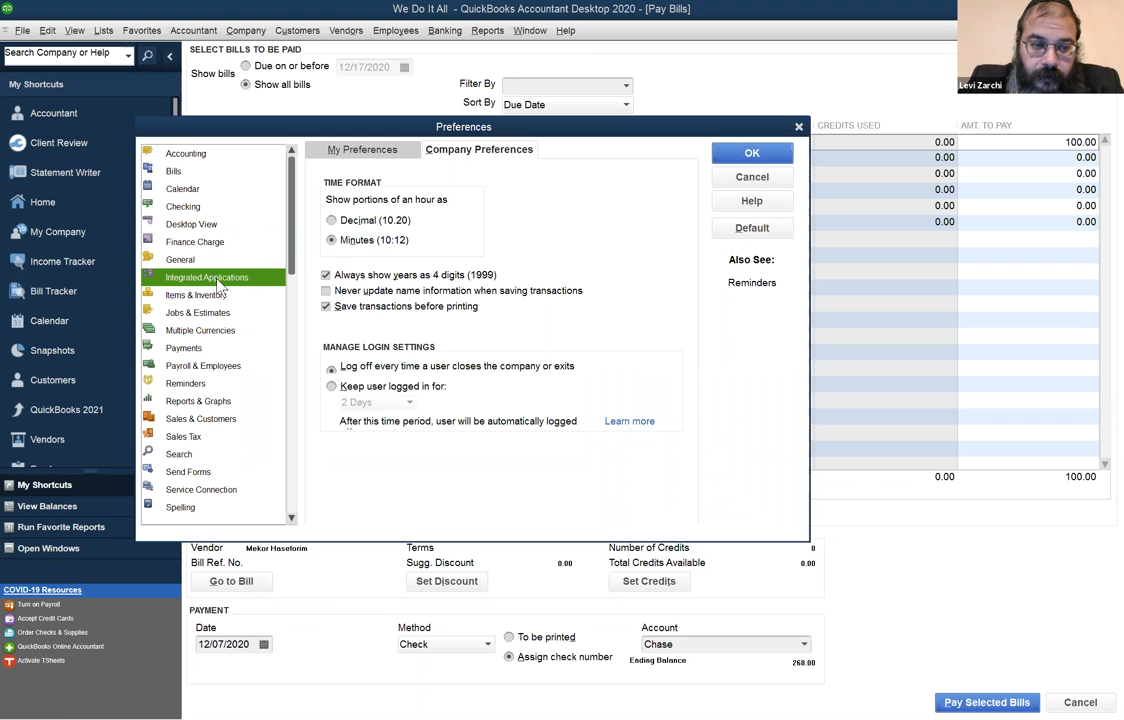 We Do It All - QuickBooks Accountant Desktop 2020 - [Pay Bills]
File Edit View Lists Favorites Accountant Company Customers Vendors Employees Banking Reports Window Help
Levi Zarchi
Search Company or Help
My Shortcuts
Accountant
Client Review
Statement Writer
Home
My Company
Income Tracker
Bill Tracker
Calendar
Snapshots
Customers
QuickBooks 2021
Vendors
My Shortcuts
View Balances
Run Favorite Reports
Open Windows
COVID-19 Resources
Turn on Payroll
Accept Credit Cards
Order Checks & Supplies
QuickBooks Online Accountant
Activate TSheets
SELECT BILLS TO BE PAID
Show bills
Due on or before 12/17/2020
Show all bills
Filter By
Sort By Due Date
CREDITS USED AMT. TO PAY
0.00 100.00
0.00 0.00
0.00 0.00
0.00 0.00
0.00 0.00
0.00 0.00
0.00 100.00
Preferences
Accounting
Bills
Calendar
Checking
Desktop View
Finance Charge
General
Integrated Applications
Items & Inventory
Jobs & Estimates
Multiple Currencies
Payments
Payroll & Employees
Reminders
Reports & Graphs
Sales & Customers
Sales Tax
Search
Send Forms
Service Connection
Spelling
My Preferences Company Preferences
TIME FORMAT
Show portions of an hour as
Decimal (10.20)
Minutes (10:12)
Always show years as 4 digits (1999)
Never update name information when saving transactions
Save transactions before printing
MANAGE LOGIN SETTINGS
Log off every time a user closes the company or exits
Keep user logged in for:
2 Days
After this time period, user will be automatically logged
Learn more
OK
Cancel
Help
Default
Also See:
Reminders
Vendor Mekor Haseforim Terms Number of Credits 0
Bill Ref. No. Sugg. Discount 0.00 Total Credits Available 0.00
Go to Bill Set Discount Set Credits
PAYMENT
Date Method Account
12/07/2020 Check Chase
To be printed
Assign check number
Ending Balance 268.00
Pay Selected Bills Cancel